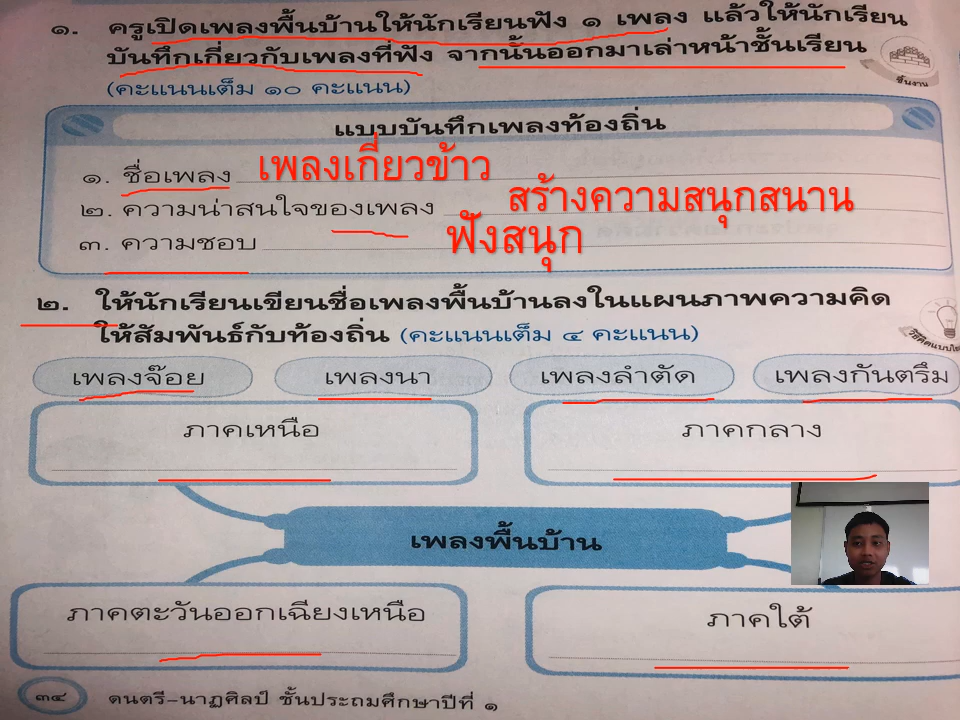 ๑. ครูเปิดเพลงพื้นบ้านให้นักเรียนฟัง ๑ เพลง แล้วให้นักเรียน
บันทึกเกี่ยวกับเพลงที่ฟัง จากนั้นออกมาเล่าหน้าชั้นเรียน
(คะแนนเต็ม ๑๐ คะแนน)
ชิ้นงาน
แบบบันทึกเพลงท้องถิ่น
๑. ชื่อเพลง เพลงเกี่ยวข้าว
๒. ความน่าสนใจของเพลง สร้างความสนุกสนาน
๓. ความชอบ ฟังสนุก
๒. ให้นักเรียนเขียนชื่อเพลงพื้นบ้านลงในแผนภาพความคิด
ให้สัมพันธ์กับท้องถิ่น (คะแนนเต็ม ๔ คะแนน)
เพลงจ๊อย เพลงนา เพลงลำตัด เพลงกันตรึม
ภาคเหนือ ภาคกลาง
เพลงพื้นบ้าน
ภาคตะวันออกเฉียงเหนือ ภาคใต้
๓๔ ดนตรี-นาฏศิลป์ ชั้นประถมศึกษาปีที่ ๑